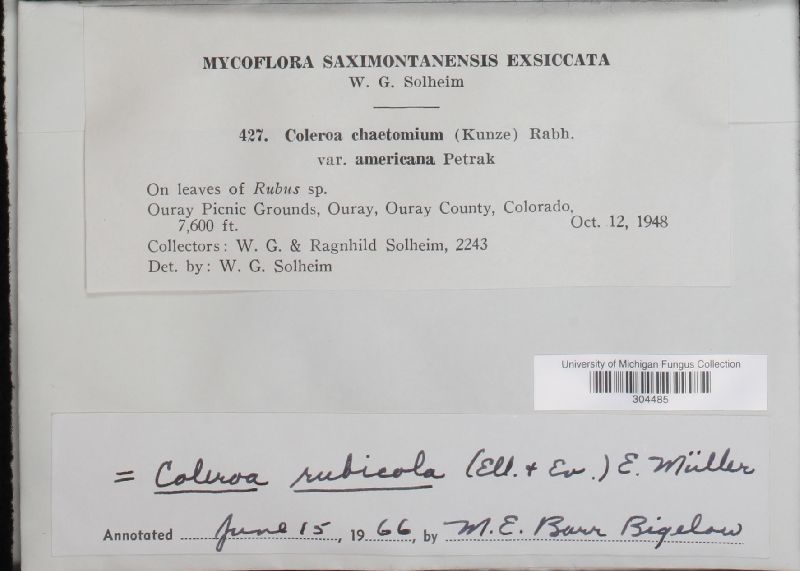 MYCOFLORA SAXIMONTANENSIS EXSICCATA
W. G. Solheim
427. Coleroa chaetomium (Kunze) Rabh.
var. americana Petrak
On leaves of Rubus sp.
Ouray Picnic Grounds, Ouray, Ouray County, Colorado,
7,600 ft. Oct. 12, 1948
Collectors: W. G. & Ragnhild Solheim, 2243
Det. by: W. G. Solheim
University of Michigan Fungus Collection
304485
= Coleroa rubicola (Ell. + Ev.) E. Müller
Annotated June 15, 1966, by M. E. Barr Bigelow